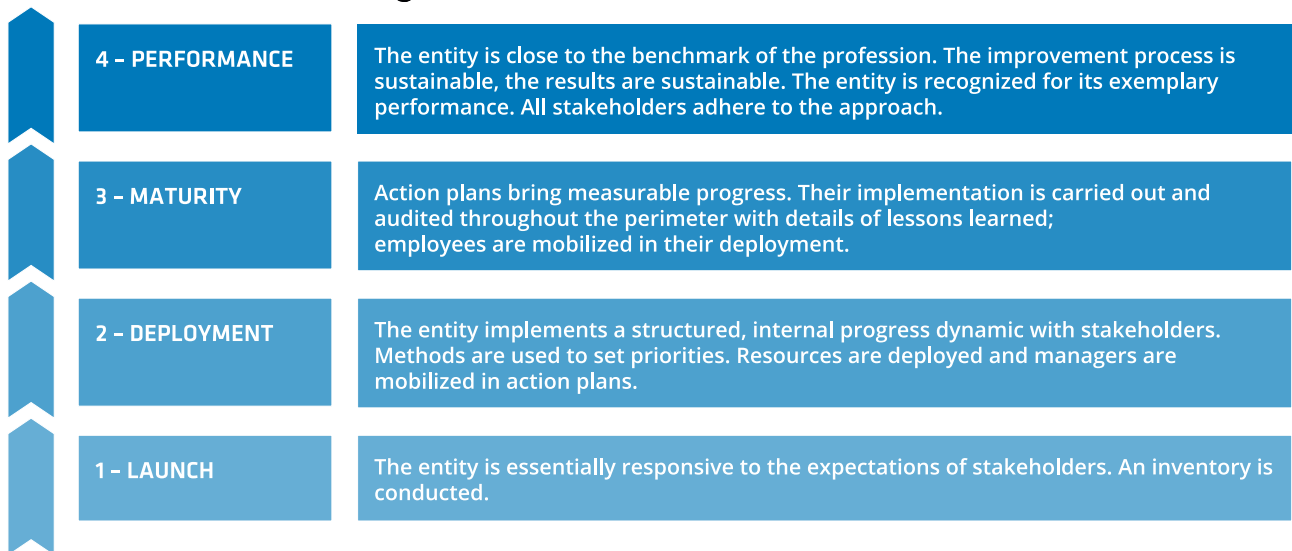 4 – PERFORMANCE
The entity is close to the benchmark of the profession. The improvement process is
sustainable, the results are sustainable. The entity is recognized for its exemplary
performance. All stakeholders adhere to the approach.
3 – MATURITY
Action plans bring measurable progress. Their implementation is carried out and
audited throughout the perimeter with details of lessons learned;
employees are mobilized in their deployment.
2 – DEPLOYMENT
The entity implements a structured, internal progress dynamic with stakeholders.
Methods are used to set priorities. Resources are deployed and managers are
mobilized in action plans.
1 – LAUNCH
The entity is essentially responsive to the expectations of stakeholders. An inventory is
conducted.